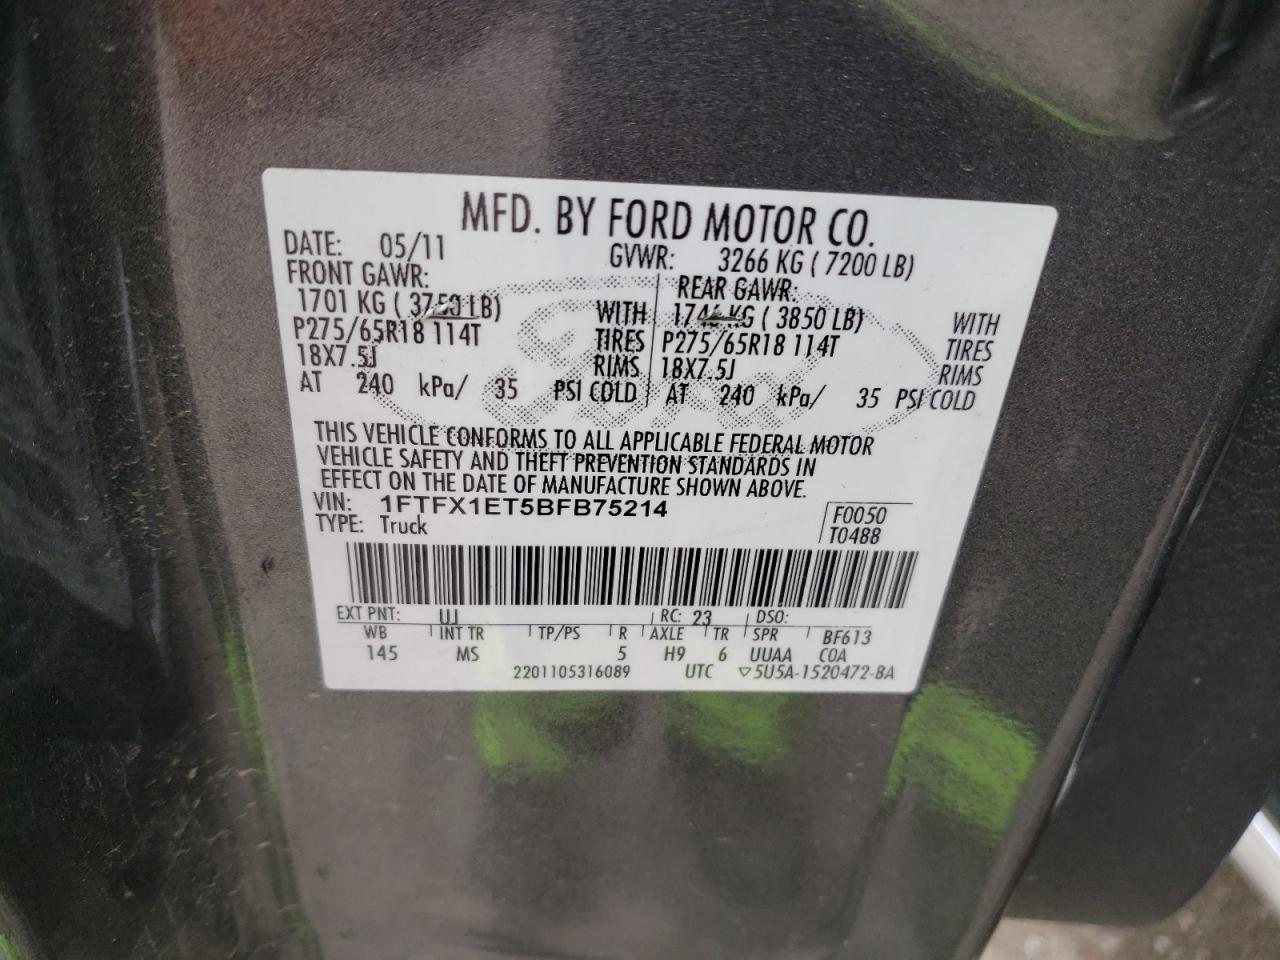 MFD. BY FORD MOTOR CO.
DATE: 05/11 GVWR: 3266 KG ( 7200 LB)
FRONT GAWR: REAR GAWR:
1701 KG ( 3750 LB) WITH 1746 KG ( 3850 LB) WITH
P275/65R18 114T TIRES P275/65R18 114T TIRES
18X7.5J RIMS 18X7.5J RIMS
AT 240 kPa/ 35 PSI COLD AT 240 kPa/ 35 PSI COLD
THIS VEHICLE CONFORMS TO ALL APPLICABLE FEDERAL MOTOR
VEHICLE SAFETY AND THEFT PREVENTION STANDARDS IN
EFFECT ON THE DATE OF MANUFACTURE SHOWN ABOVE.
VIN: 1FTFX1ET5BFB75214 F0050
TYPE: Truck T0488
EXT PNT: UJ RC: 23 DSO:
WB INT TR TP/PS R AXLE TR SPR BF613
145 MS 5 H9 6 UUAA COA
2201105316089 UTC ▽5U5A-1520472-BA